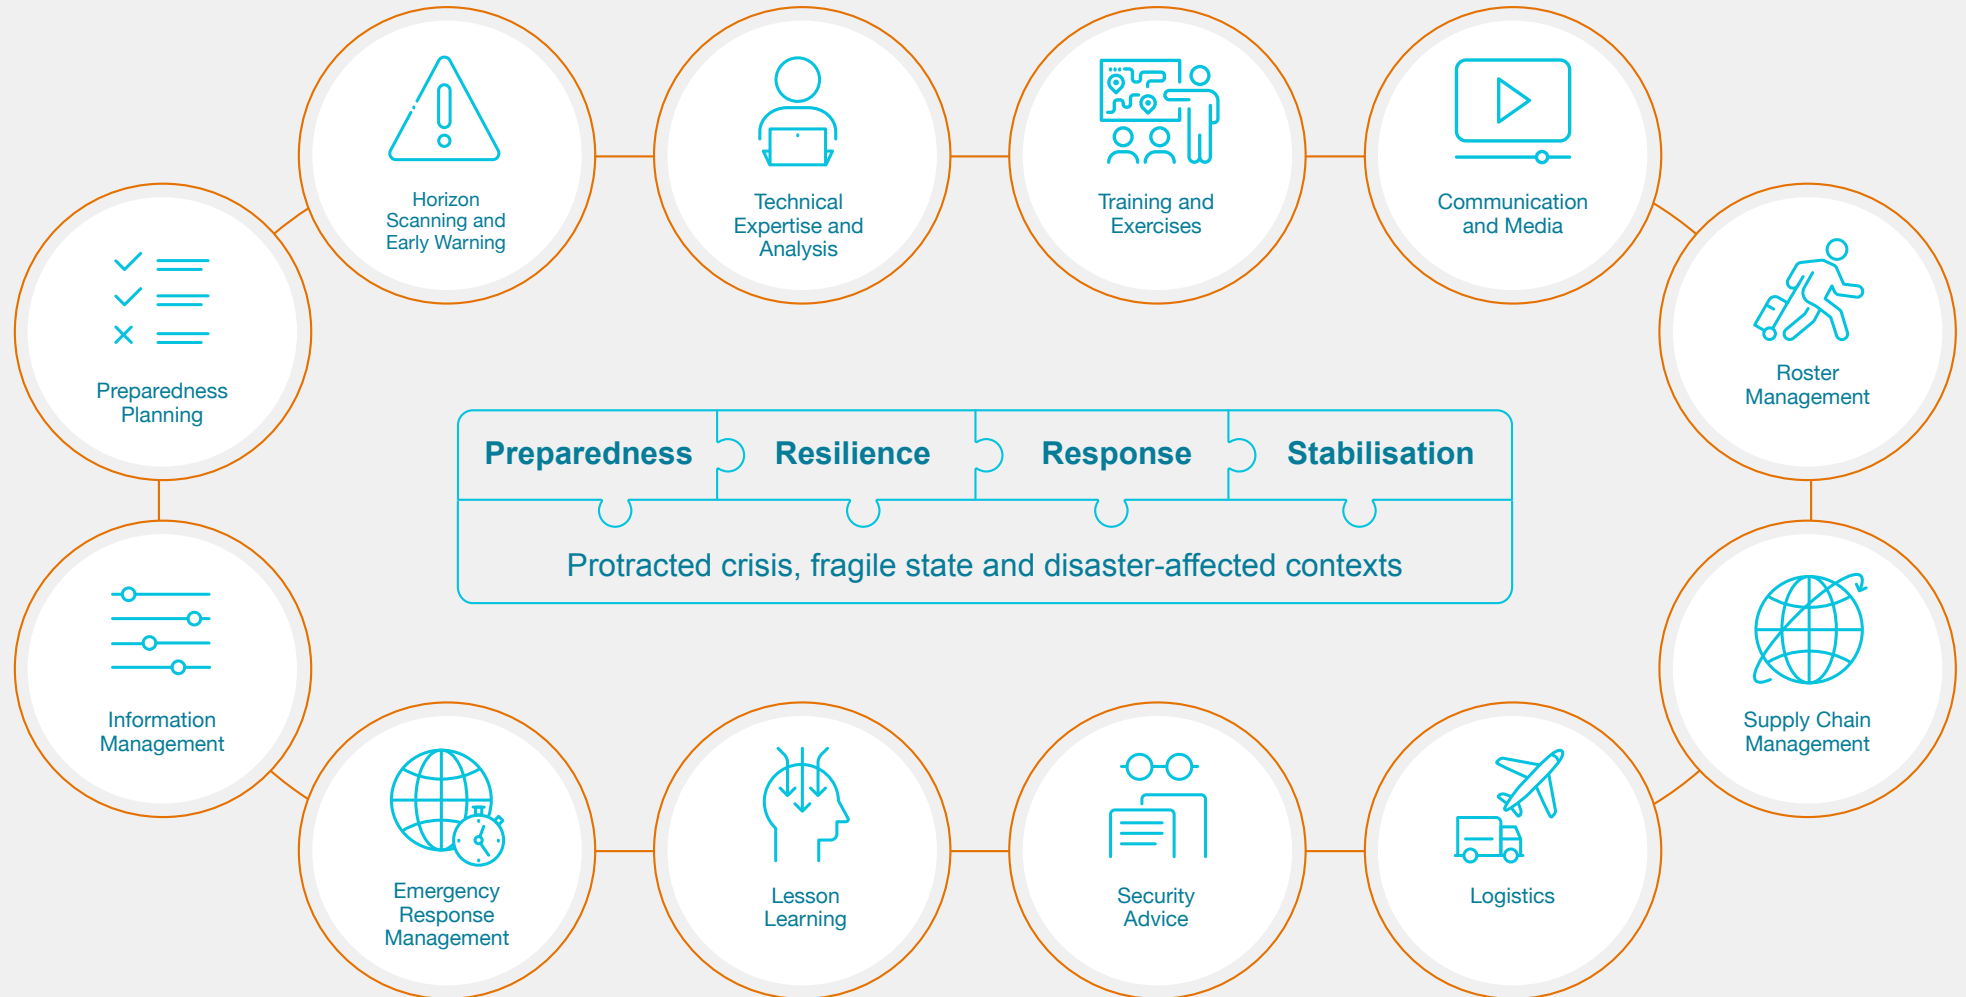 Horizon
Scanning and
Early Warning
Technical
Expertise and
Analysis
Training and
Exercises
Communication
and Media
Preparedness
Planning
Roster
Management
Preparedness
Resilience
Response
Stabilisation
Protracted crisis, fragile state and disaster-affected contexts
Information
Management
Supply Chain
Management
Emergency
Response
Management
Lesson
Learning
Security
Advice
Logistics